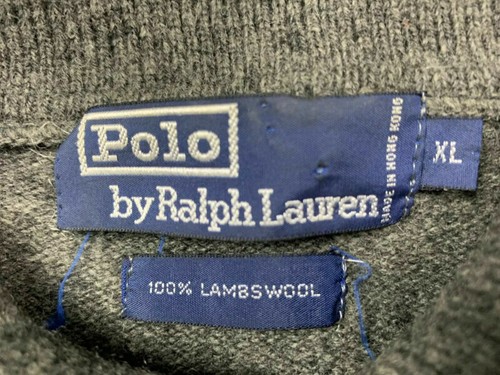 Polo
by Ralph Lauren
MADE IN HONG KONG
XL
100% LAMBSWOOL